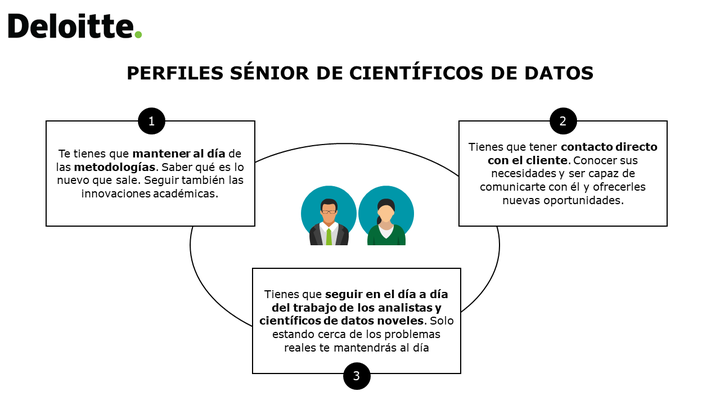 Deloitte.
PERFILES SÉNIOR DE CIENTÍFICOS DE DATOS
1
Te tienes que mantener al día de
las metodologías. Saber qué es lo
nuevo que sale. Seguir también las
innovaciones académicas.
2
Tienes que tener contacto directo
con el cliente. Conocer sus
necesidades y ser capaz de
comunicarte con él y ofrecerles
nuevas oportunidades.
Tienes que seguir en el día a día
del trabajo de los analistas y
científicos de datos noveles. Solo
estando cerca de los problemas
reales te mantendrás al día
3